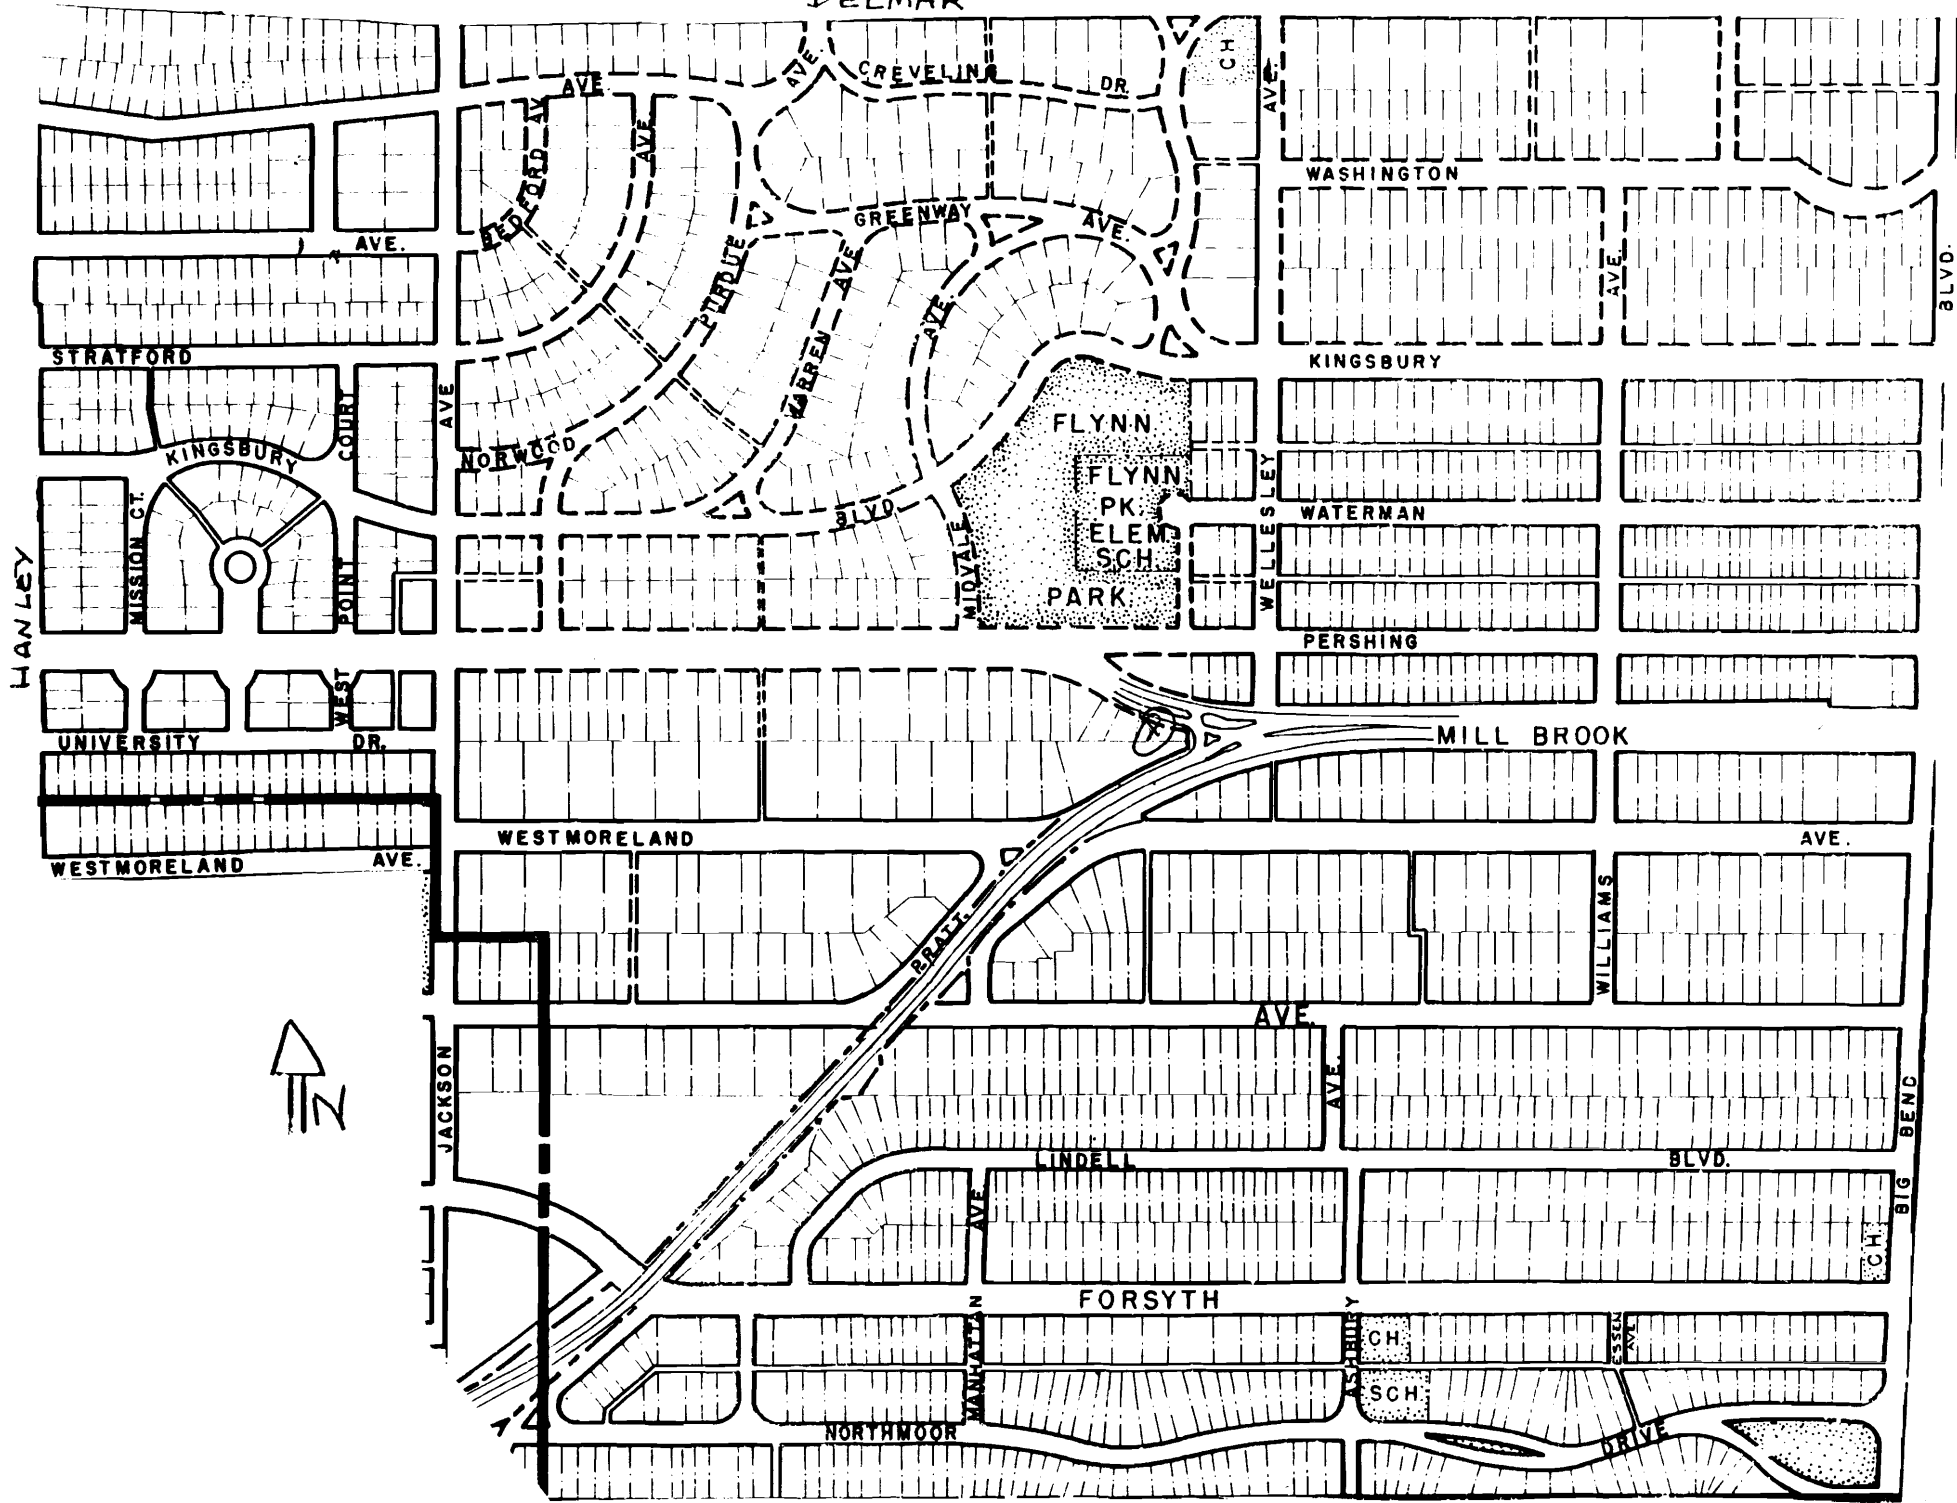 DELMAR
CH
AVE.
CREVELING
DR.
AVE.
AVE.
BEDFORD AV.
AVE.
WASHINGTON
GREENWAY
AVE.
AVE.
PURDUE
WARREN AVE.
AVE.
AVE.
BLVD.
STRATFORD
KINGSBURY
COURT
AVE
FLYNN
NORWOOD
KINGSBURY
FLYNN
PK.
ELEM
SCH.
WELLESLEY
WATERMAN
BLVD.
MISSION CT.
POINT
MIDVALE
PARK
HANLEY
PERSHING
WEST
UNIVERSITY
DR.
MILL BROOK
WESTMORELAND
AVE.
WESTMORELAND
AVE.
WILLIAMS
PRATT
AVE.
N
JACKSON
AVE.
BIG BEND
LINDELL
BLVD.
AVE.
CH.
FORSYTH
MANHATTAN
ASHBURY
CH.
ESSEN
AVE.
SCH.
NORTHMOOR
DRIVE